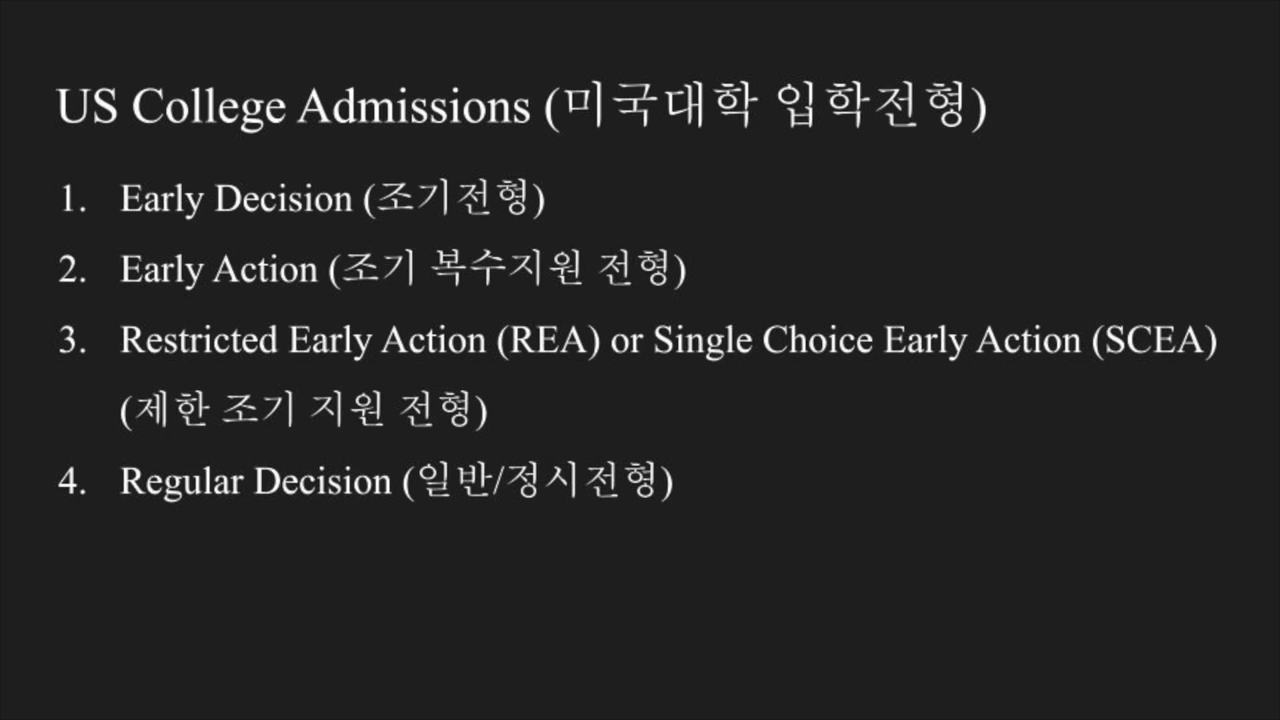 US College Admissions (미국대학 입학전형)
1. Early Decision (조기전형)
2. Early Action (조기 복수지원 전형)
3. Restricted Early Action (REA) or Single Choice Early Action (SCEA)
(제한 조기 지원 전형)
4. Regular Decision (일반/정시전형)